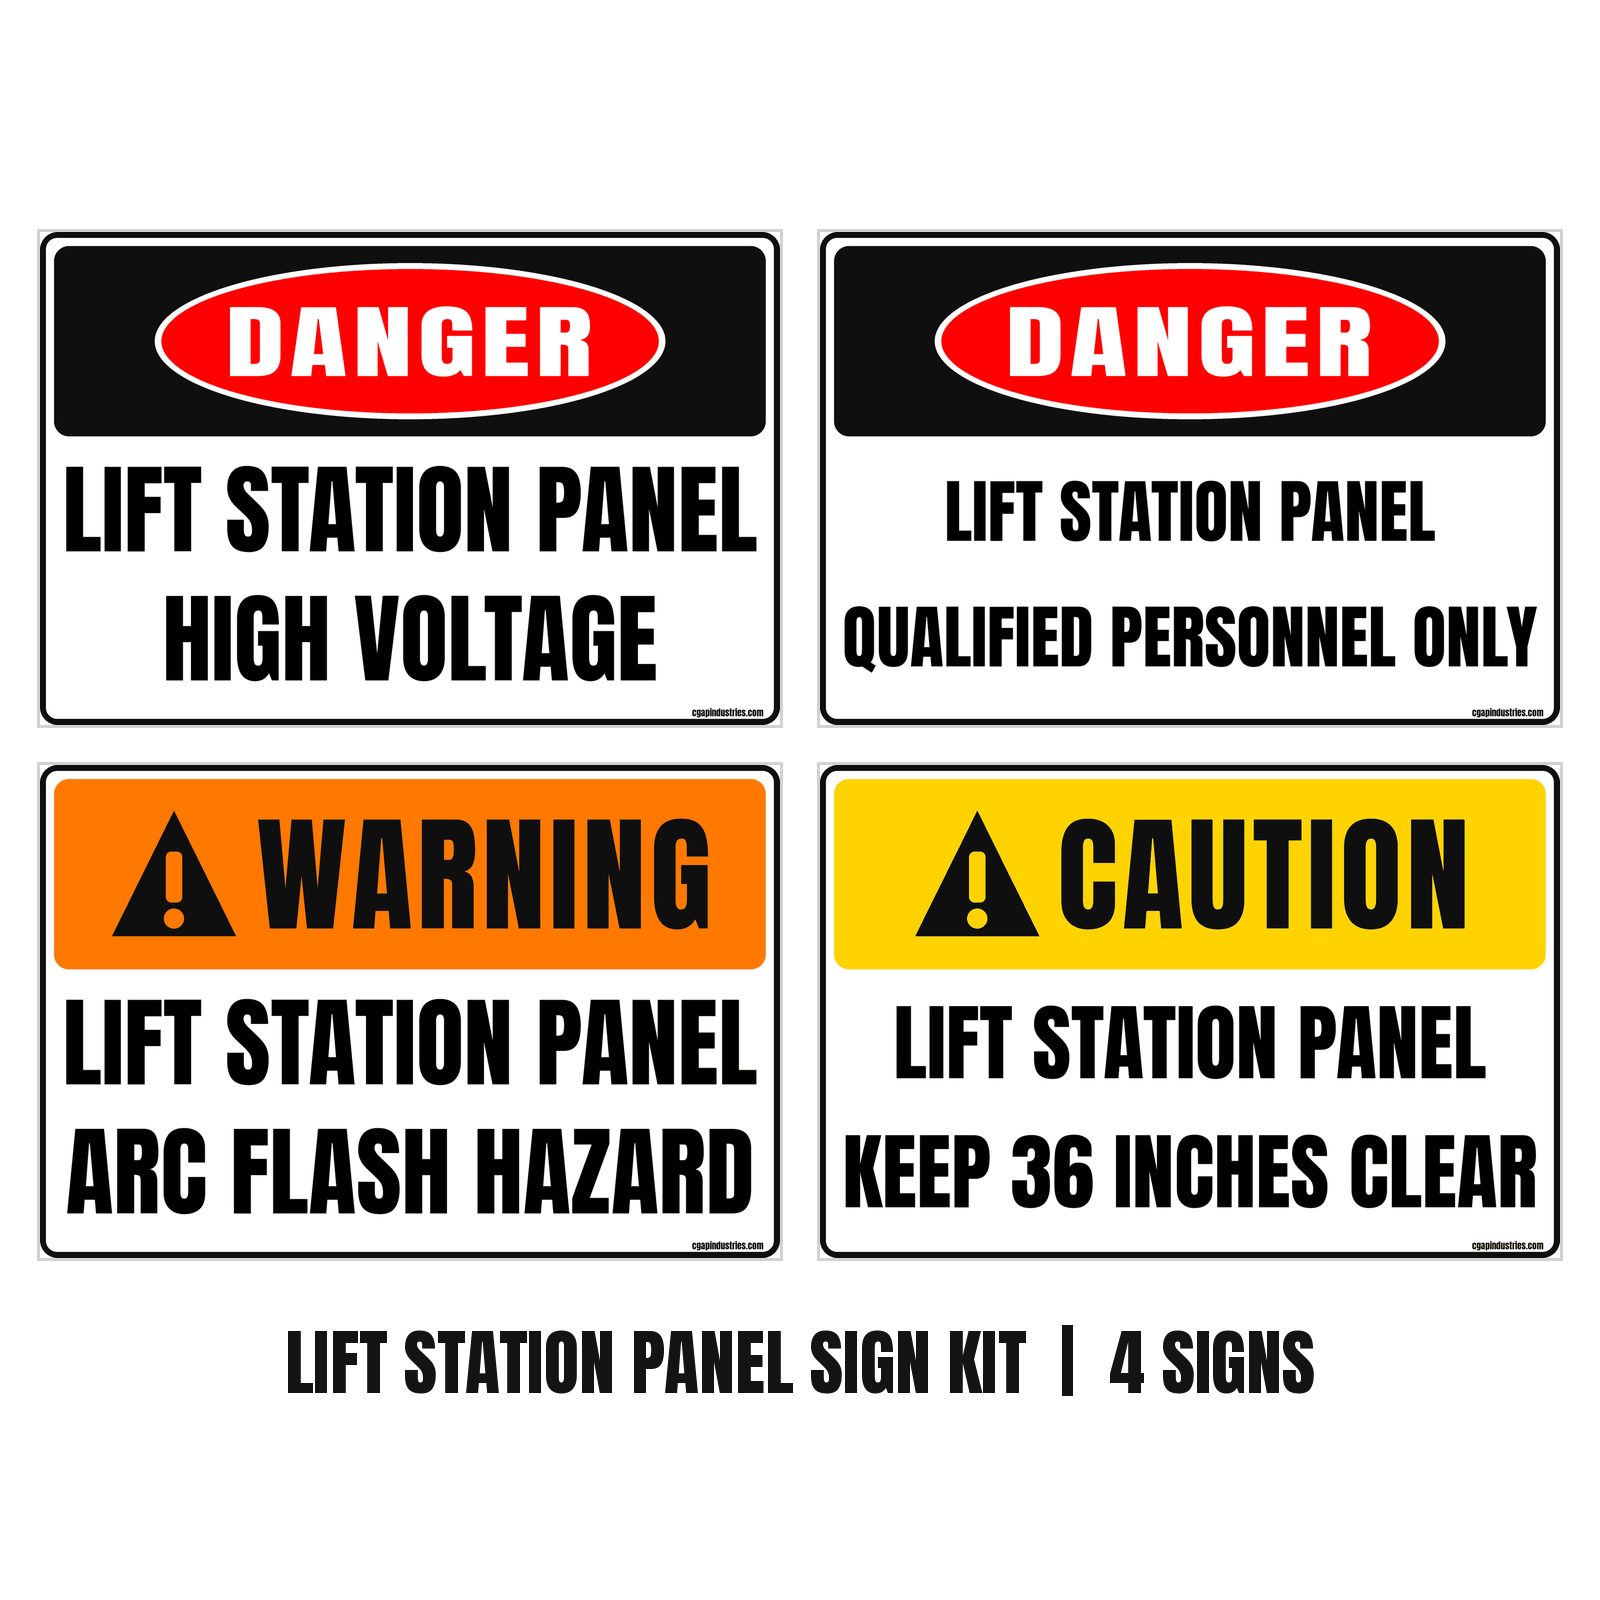 DANGER
LIFT STATION PANEL
HIGH VOLTAGE
cgapindustries.com
DANGER
LIFT STATION PANEL
QUALIFIED PERSONNEL ONLY
cgapindustries.com
WARNING
LIFT STATION PANEL
ARC FLASH HAZARD
cgapindustries.com
CAUTION
LIFT STATION PANEL
KEEP 36 INCHES CLEAR
cgapindustries.com
LIFT STATION PANEL SIGN KIT | 4 SIGNS